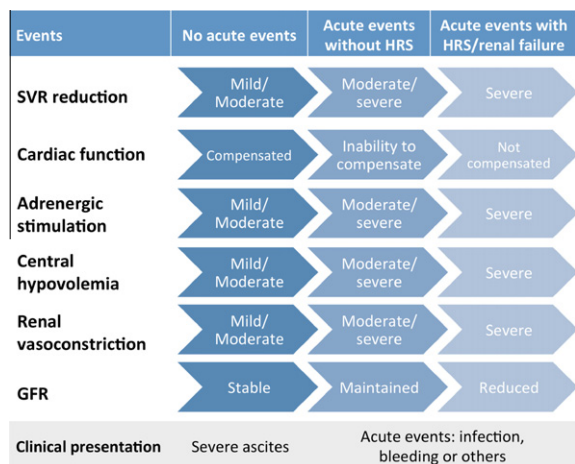 Events
No acute events
Acute events
without HRS
Acute events with
HRS/renal failure
SVR reduction
Mild/
Moderate
Moderate/
severe
Severe
Cardiac function
Compensated
Inability to
compensate
Not
compensated
Adrenergic
stimulation
Mild/
Moderate
Moderate/
severe
Severe
Central
hypovolemia
Mild/
Moderate
Moderate/
severe
Severe
Renal
vasoconstriction
Mild/
Moderate
Moderate/
severe
Severe
GFR
Stable
Maintained
Reduced
Clinical presentation
Severe ascites
Acute events: infection,
bleeding or others